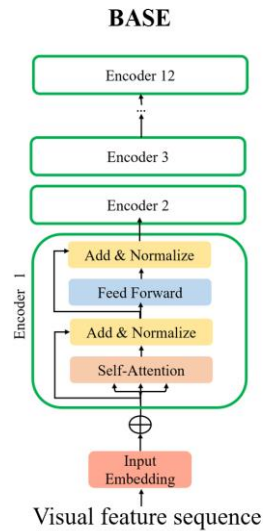 BASE
Encoder 12
...
Encoder 3
Encoder 2
Encoder 1
Add & Normalize
Feed Forward
Add & Normalize
Self-Attention
Input
Embedding
Visual feature sequence